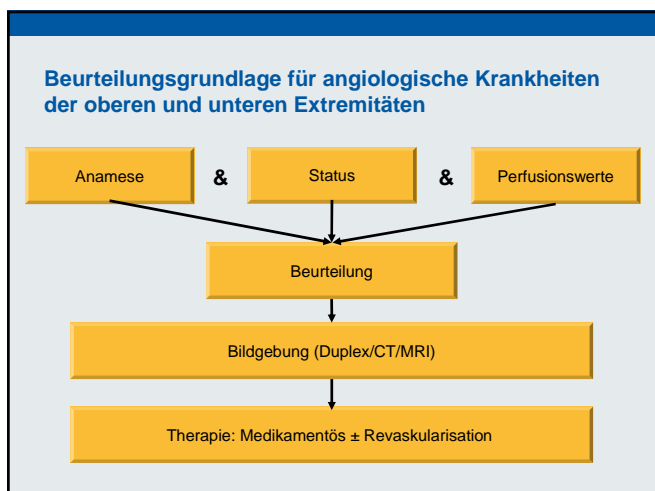 Beurteilungsgrundlage für angiologische Krankheiten
der oberen und unteren Extremitäten
Anamese & Status & Perfusionswerte
Beurteilung
Bildgebung (Duplex/CT/MRI)
Therapie: Medikamentös ± Revaskularisation